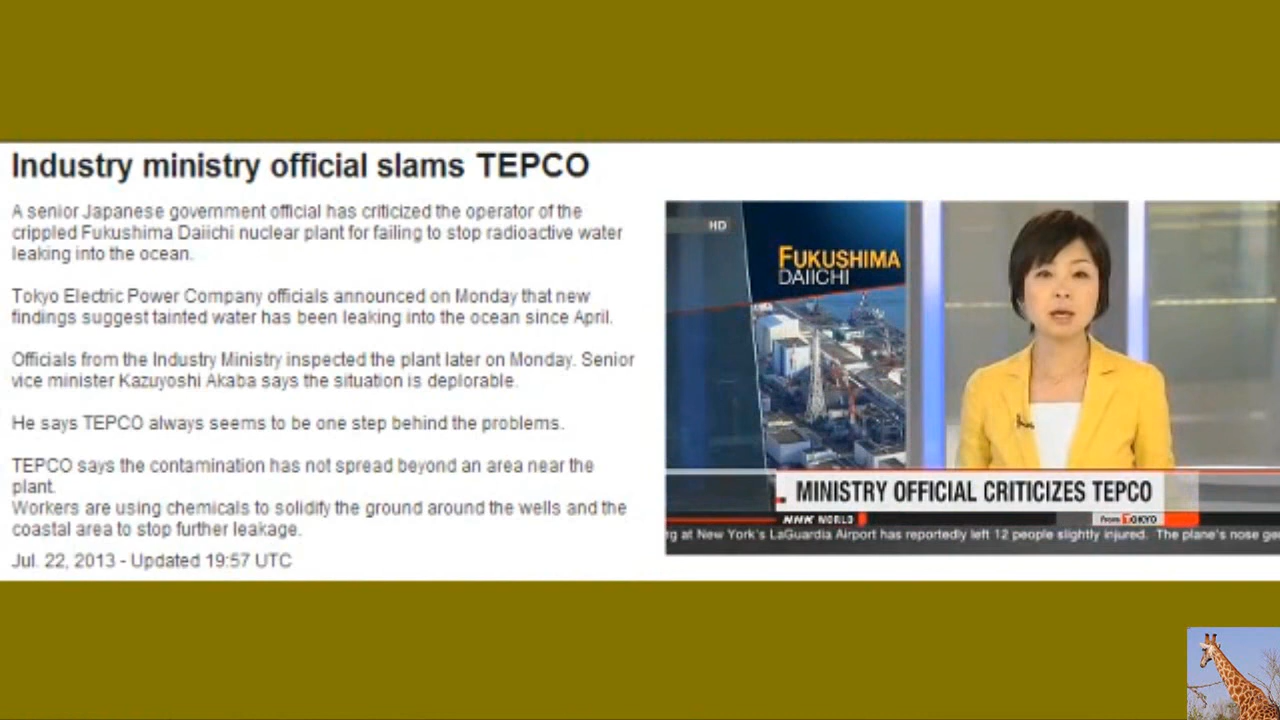 Industry ministry official slams TEPCO
A senior Japanese government official has criticized the operator of the
crippled Fukushima Daiichi nuclear plant for failing to stop radioactive water
leaking into the ocean.
Tokyo Electric Power Company officials announced on Monday that new
findings suggest tainted water has been leaking into the ocean since April.
Officials from the Industry Ministry inspected the plant later on Monday. Senior
vice minister Kazuyoshi Akaba says the situation is deplorable.
He says TEPCO always seems to be one step behind the problems.
TEPCO says the contamination has not spread beyond an area near the
plant.
Workers are using chemicals to solidify the ground around the wells and the
coastal area to stop further leakage.
Jul. 22, 2013 - Updated 19:57 UTC
HD
FUKUSHIMA
DAIICHI
MINISTRY OFFICIAL CRITICIZES TEPCO
NHK WORLD
from TOKYO
at New York's LaGuardia Airport has reportedly left 12 people slightly injured. The plane's nose